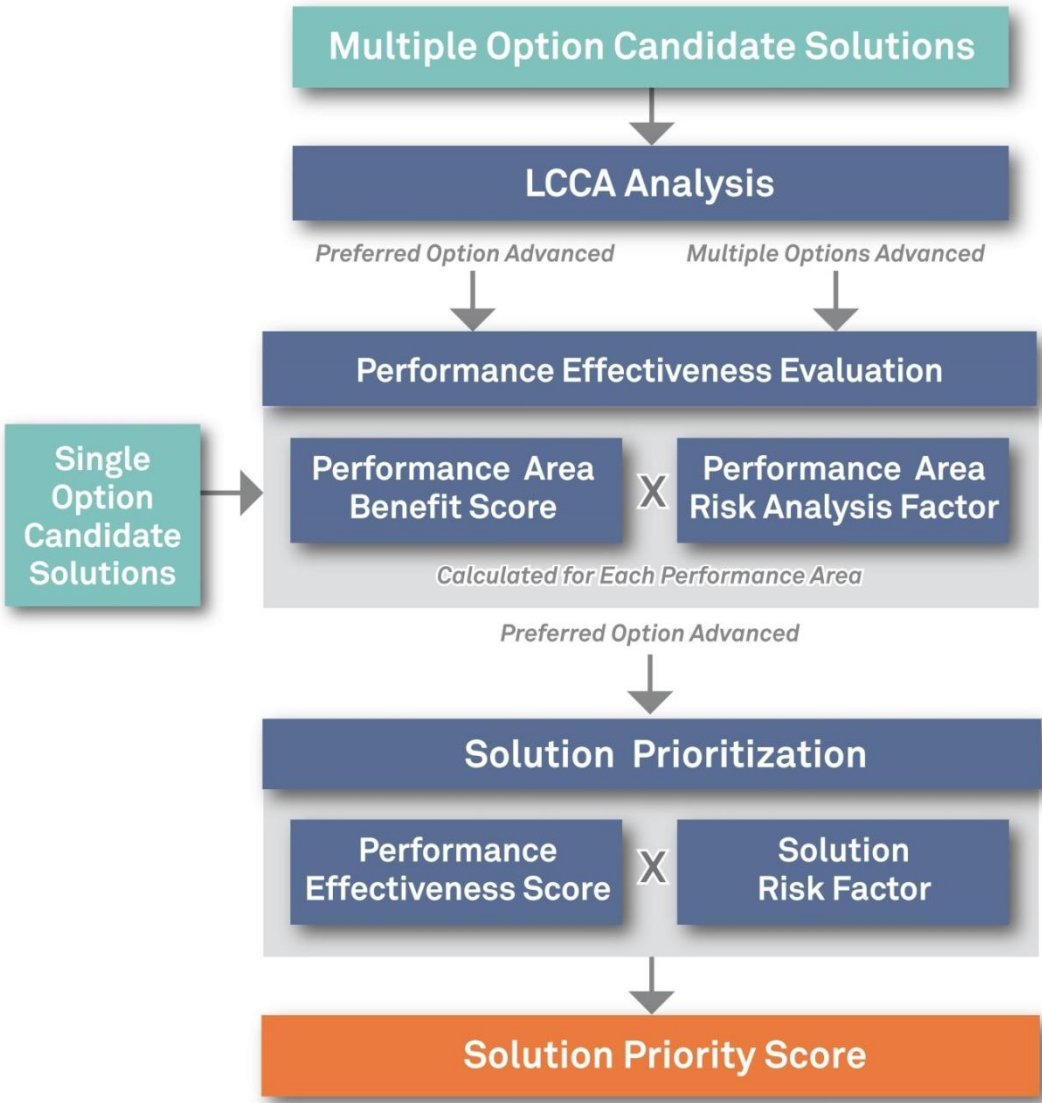 Multiple Option Candidate Solutions
LCCA Analysis
Preferred Option Advanced
Multiple Options Advanced
Performance Effectiveness Evaluation
Single
Option
Candidate
Solutions
Performance Area
Benefit Score
X
Performance Area
Risk Analysis Factor
Calculated for Each Performance Area
Preferred Option Advanced
Solution Prioritization
Performance
Effectiveness Score
X
Solution
Risk Factor
Solution Priority Score